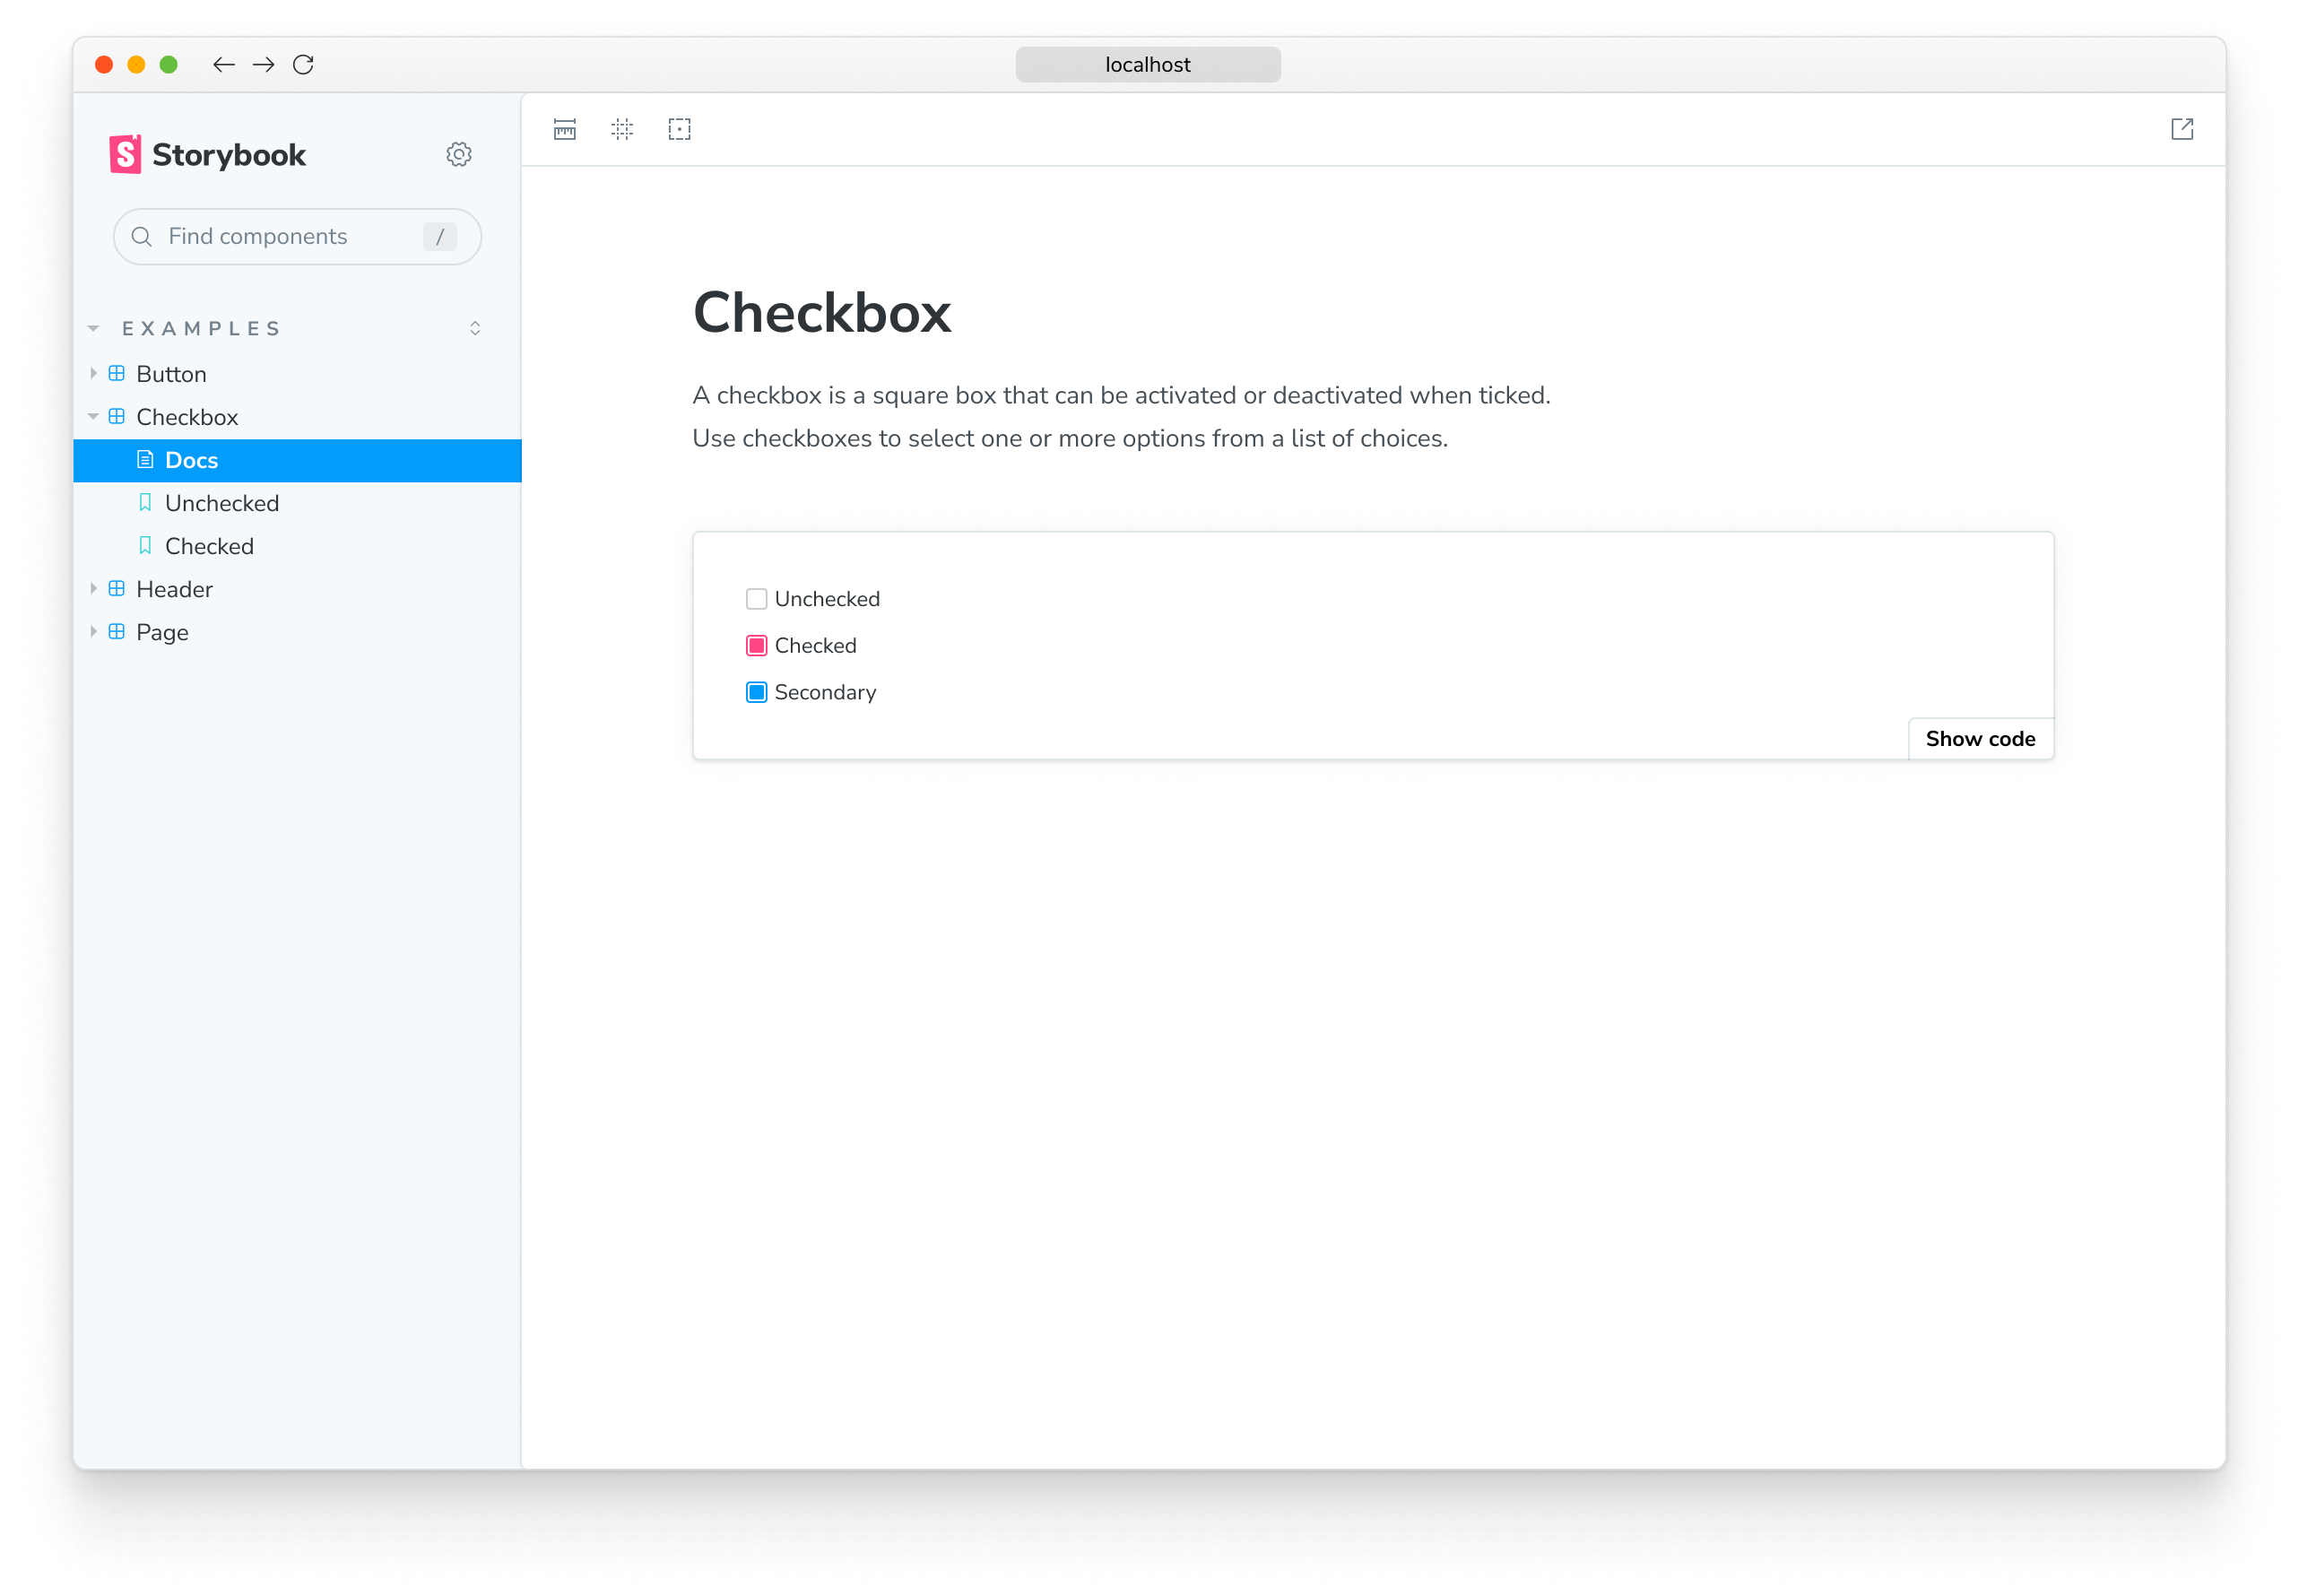 localhost
Storybook
Find components /
EXAMPLES
Button
Checkbox
Docs
Unchecked
Checked
Header
Page
Checkbox
A checkbox is a square box that can be activated or deactivated when ticked.
Use checkboxes to select one or more options from a list of choices.
Unchecked
Checked
Secondary
Show code